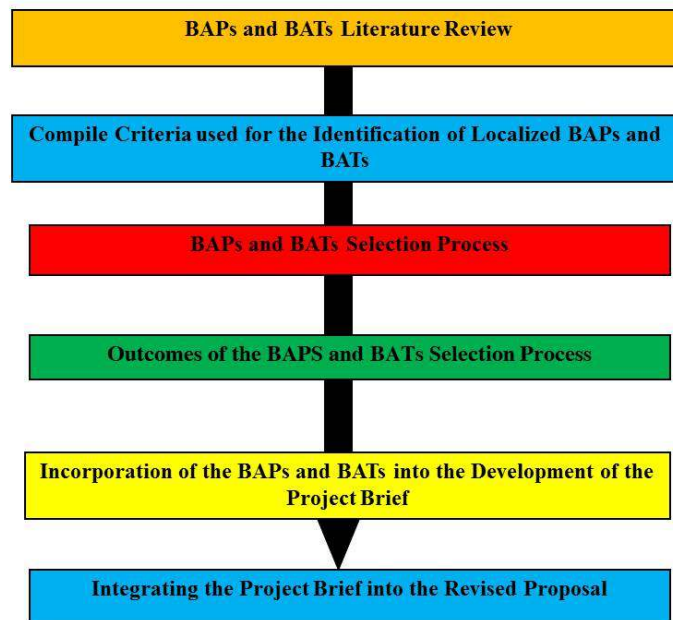 BAPs and BATs Literature Review
Compile Criteria used for the Identification of Localized BAPs and
BATs
BAPs and BATs Selection Process
Outcomes of the BAPS and BATs Selection Process
Incorporation of the BAPs and BATs into the Development of the
Project Brief
Integrating the Project Brief into the Revised Proposal